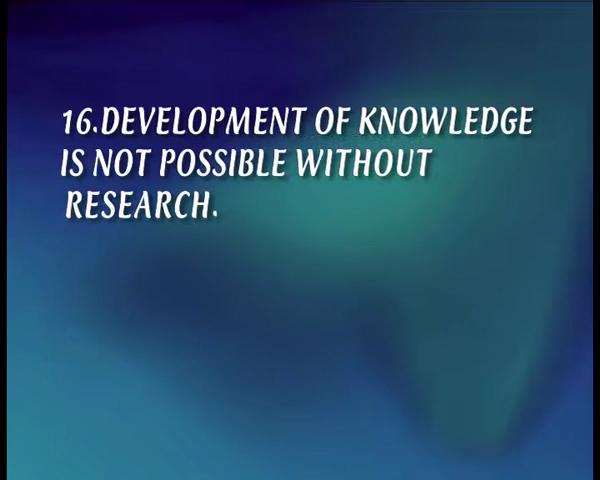 16.DEVELOPMENT OF KNOWLEDGE
IS NOT POSSIBLE WITHOUT
RESEARCH.